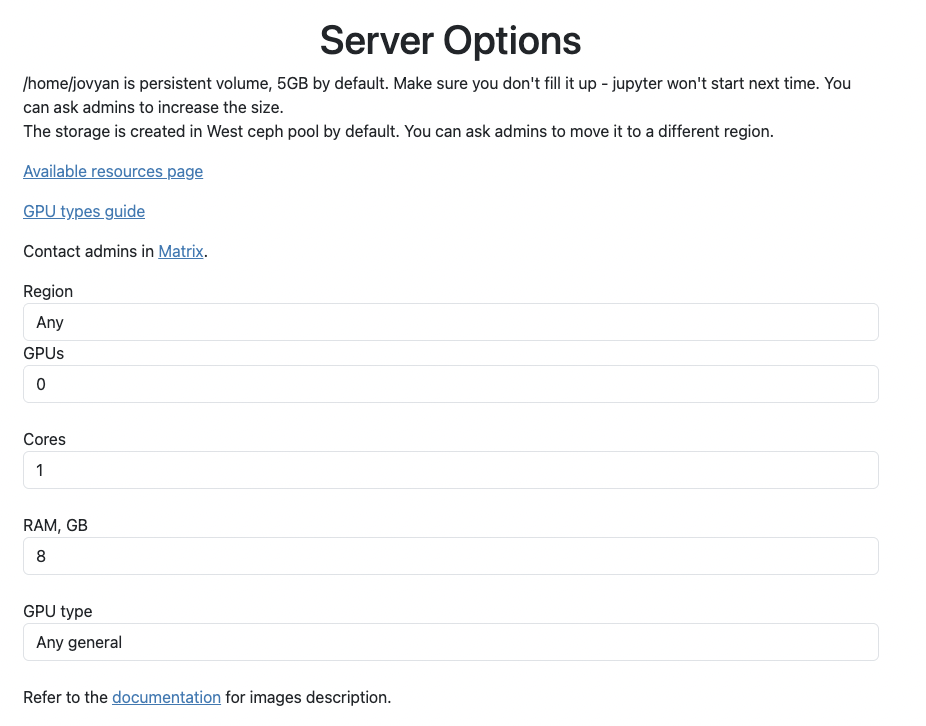 Server Options
/home/jovyan is persistent volume, 5GB by default. Make sure you don't fill it up - jupyter won't start next time. You
can ask admins to increase the size.
The storage is created in West ceph pool by default. You can ask admins to move it to a different region.
Available resources page
GPU types guide
Contact admins in Matrix.
Region
Any
GPUs
0
Cores
1
RAM, GB
8
GPU type
Any general
Refer to the documentation for images description.